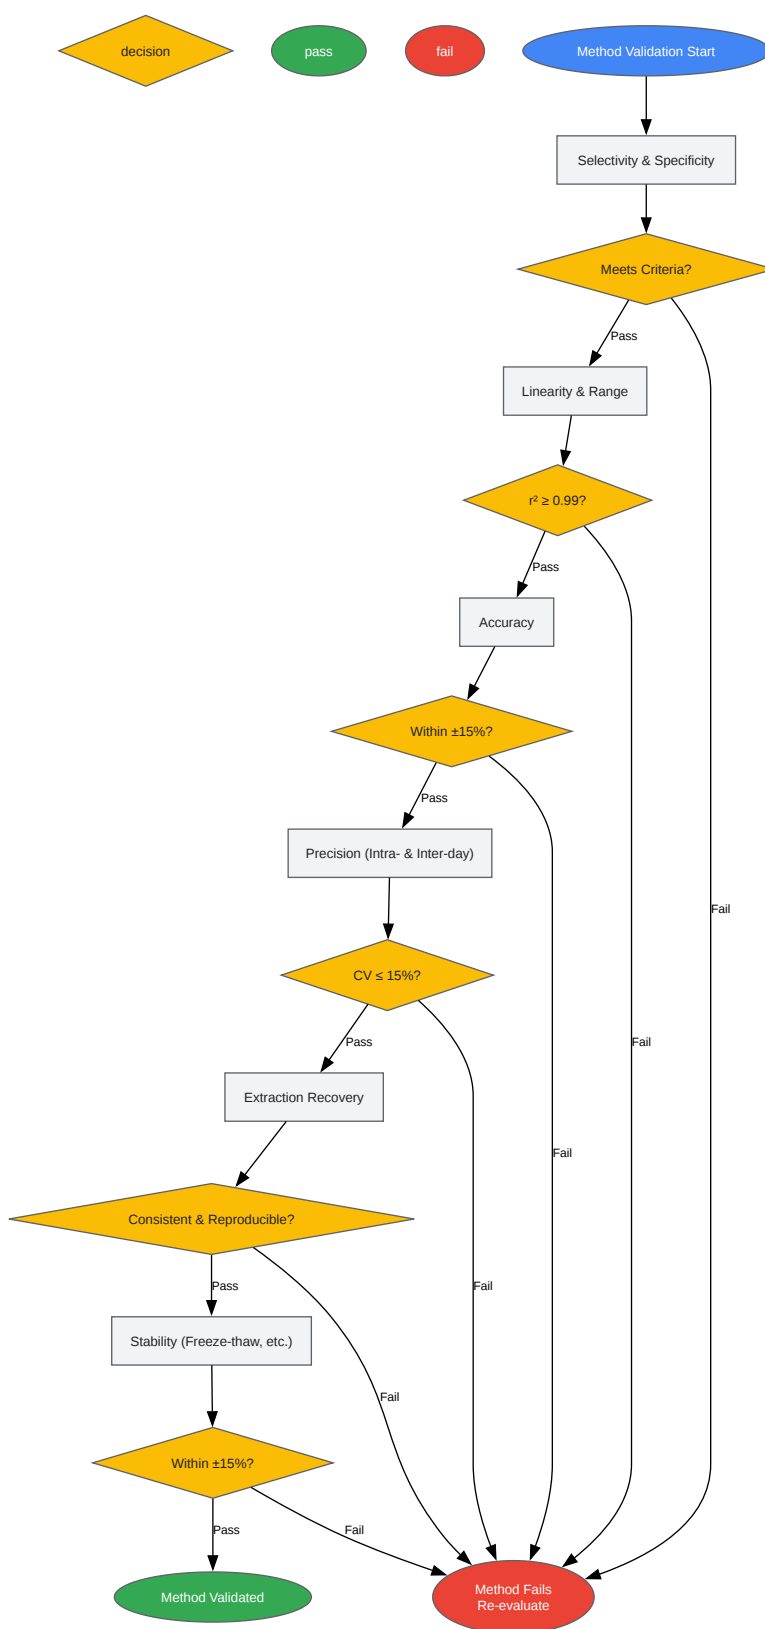 decision
pass
fail
Method Validation Start
Selectivity & Specificity
Meets Criteria?
Pass
Linearity & Range
r² ≥ 0.99?
Pass
Accuracy
Within ±15%?
Pass
Precision (Intra- & Inter-day)
Fail
CV ≤ 15%?
Pass
Fail
Extraction Recovery
Fail
Consistent & Reproducible?
Pass
Fail
Stability (Freeze-thaw, etc.)
Fail
Within ±15%?
Pass
Fail
Method Validated
Method Fails
Re-evaluate